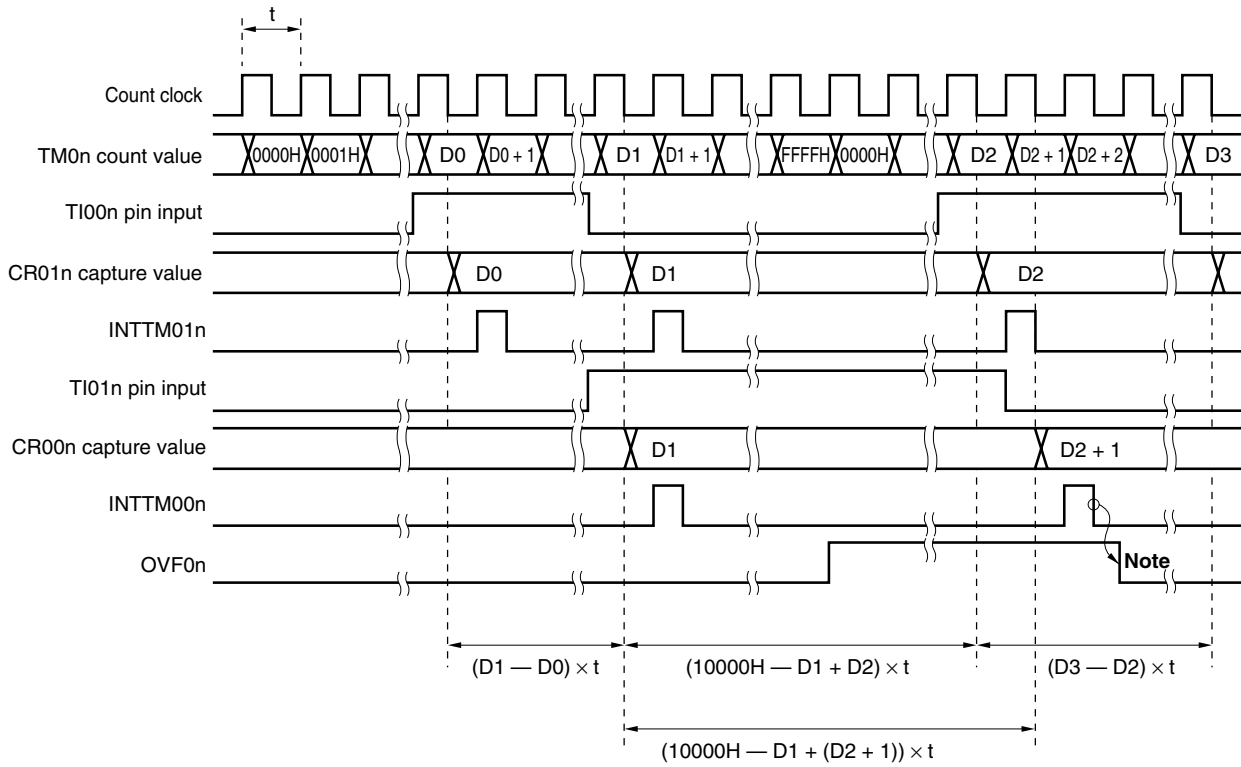 t
Count clock
TM0n count value 0000H 0001H D0 D0 + 1 D1 D1 + 1 FFFFH 0000H D2 D2 + 1 D2 + 2 D3
TI00n pin input
CR01n capture value D0 D1 D2
INTTM01n
TI01n pin input
CR00n capture value D1 D2 + 1
INTTM00n
OVF0n Note
(D1 — D0) × t (10000H — D1 + D2) × t (D3 — D2) × t
(10000H — D1 + (D2 + 1)) × t